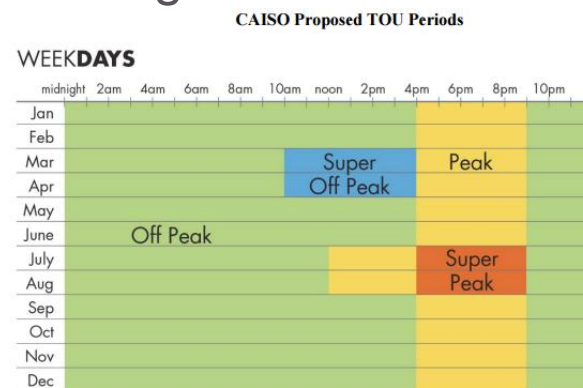 CAISO Proposed TOU Periods
WEEKDAYS
midnight 2am 4am 6am 8am 10am noon 2pm 4pm 6pm 8pm 10pm
Jan
Feb
Mar Super Peak
Apr Off Peak
May
June Off Peak
July Super
Aug Peak
Sep
Oct
Nov
Dec